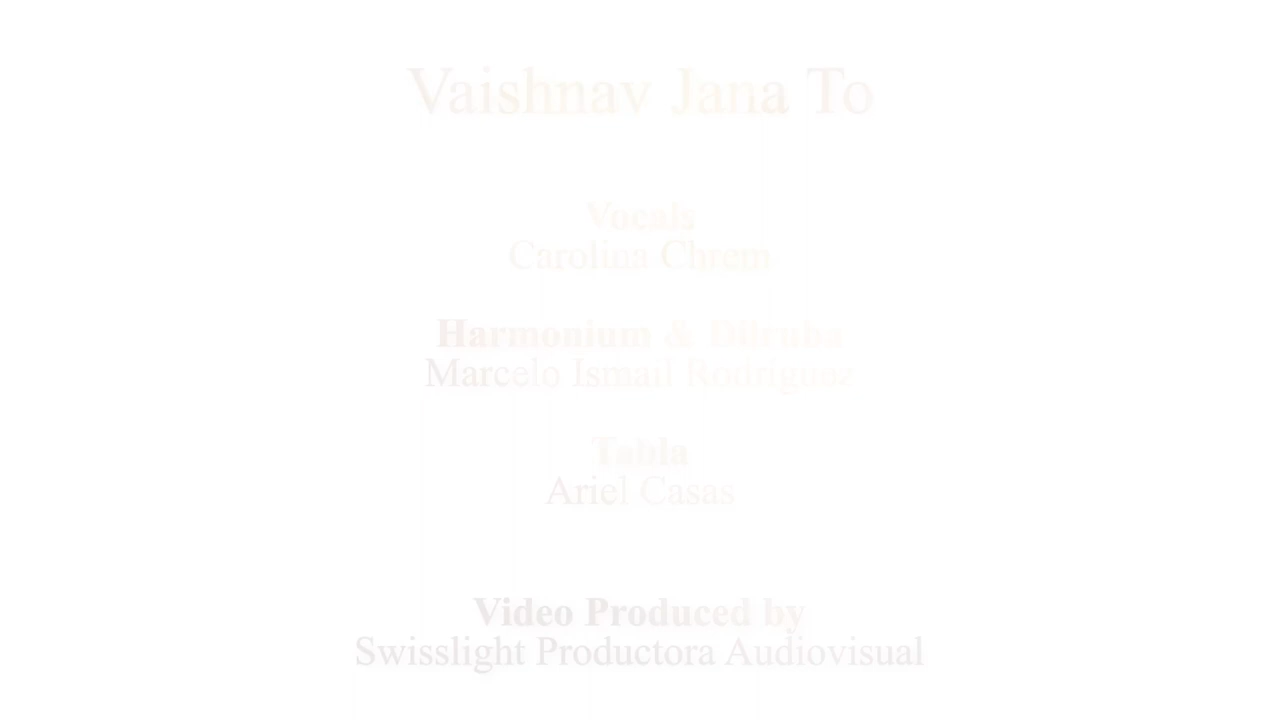 Vaishnav Jana To
Vocals
Carolina Chrem
Harmonium & Dilruba
Marcelo Ismail Rodriguez
Tabla
Ariel Casas
Video Produced by
Swisslight Productora Audiovisual